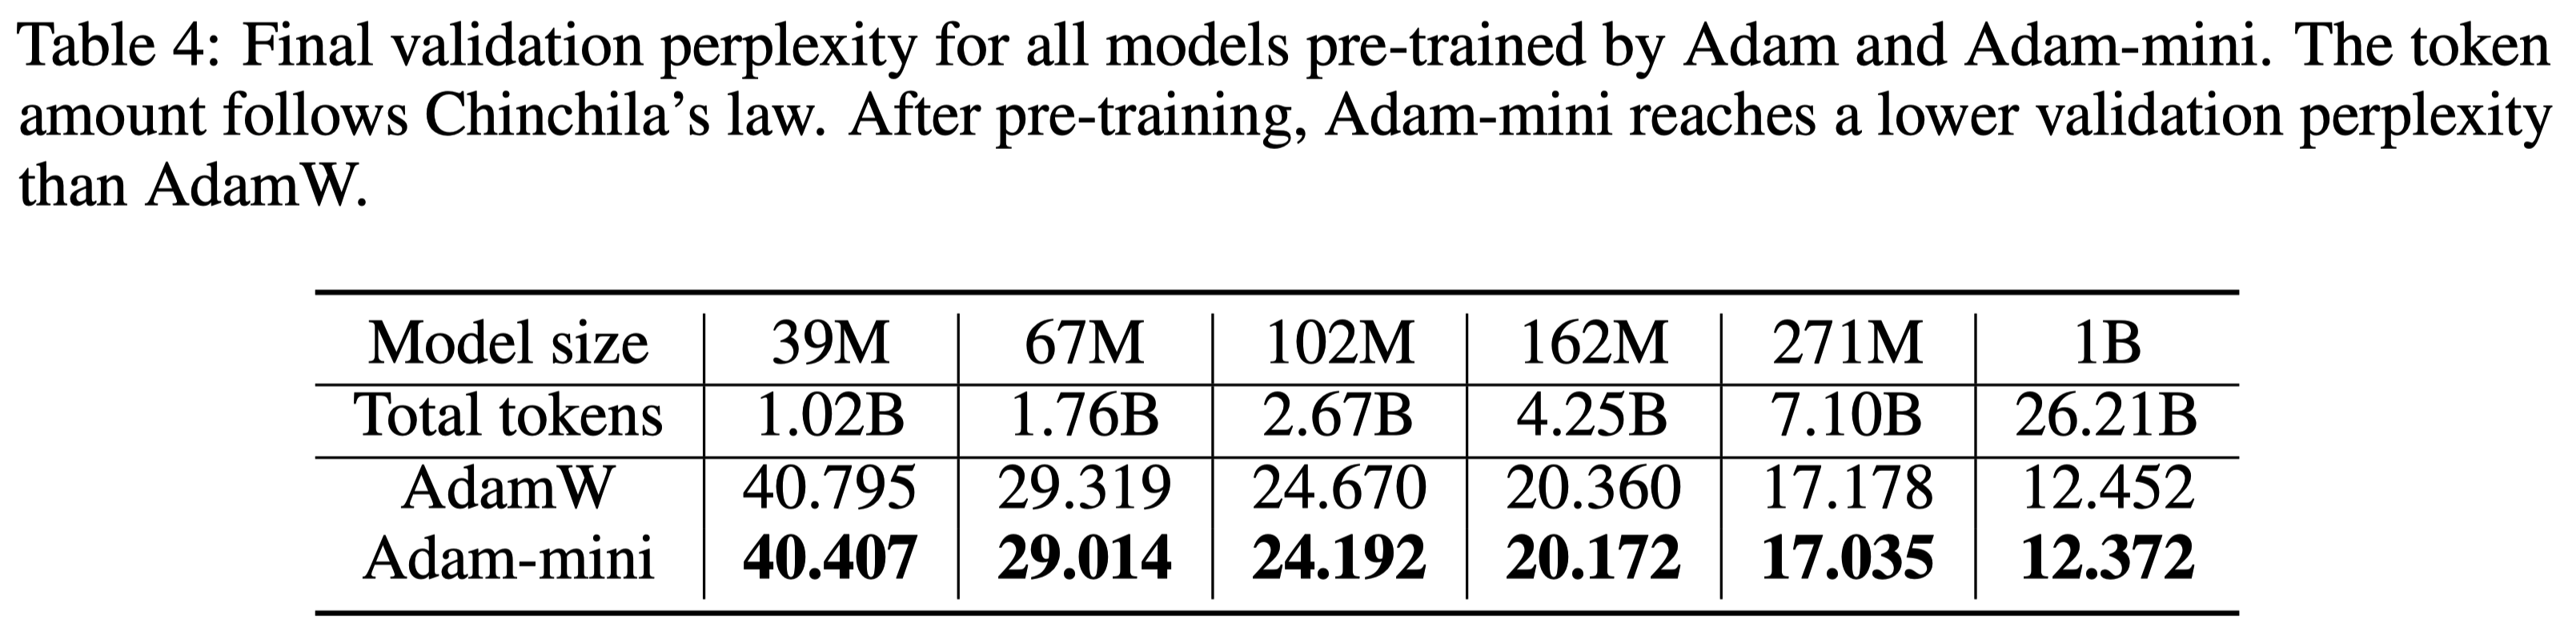 Table 4: Final validation perplexity for all models pre-trained by Adam and Adam-mini. The token
amount follows Chinchila’s law. After pre-training, Adam-mini reaches a lower validation perplexity
than AdamW.
Model size 39M 67M 102M 162M 271M 1B
Total tokens 1.02B 1.76B 2.67B 4.25B 7.10B 26.21B
AdamW 40.795 29.319 24.670 20.360 17.178 12.452
Adam-mini 40.407 29.014 24.192 20.172 17.035 12.372